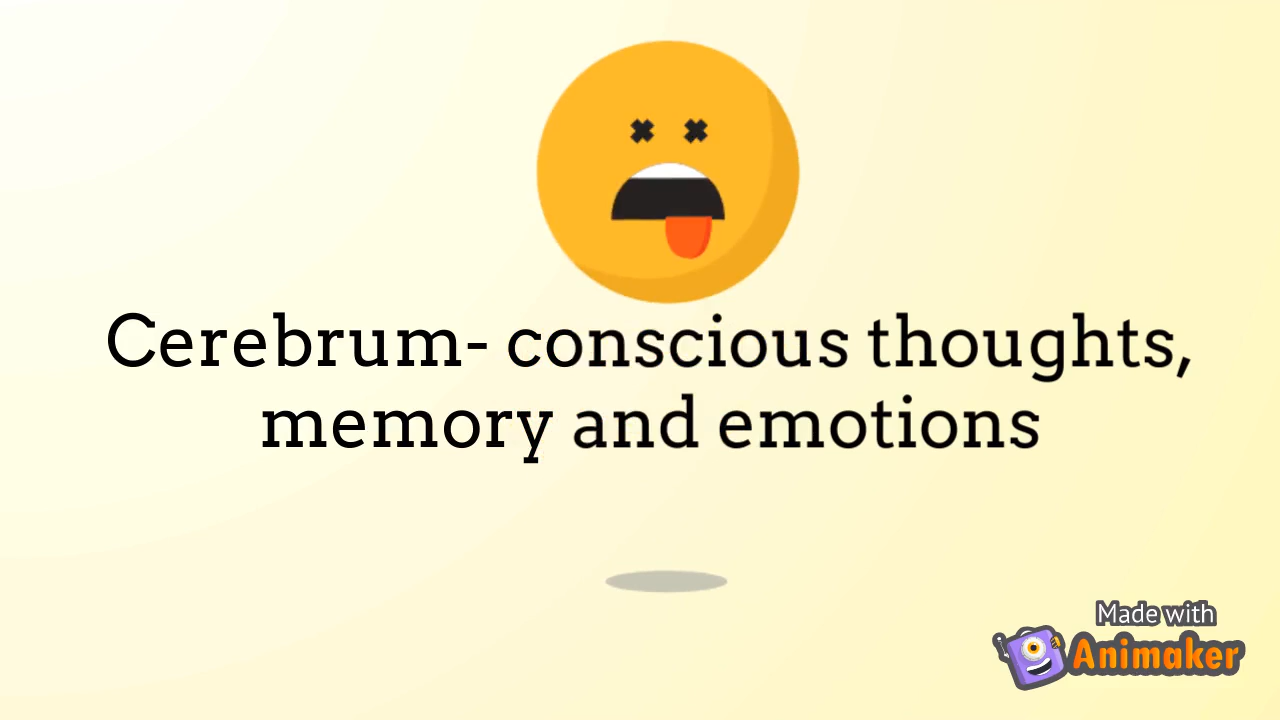 Cerebrum- conscious thoughts,
memory and emotions
Made with
Animaker